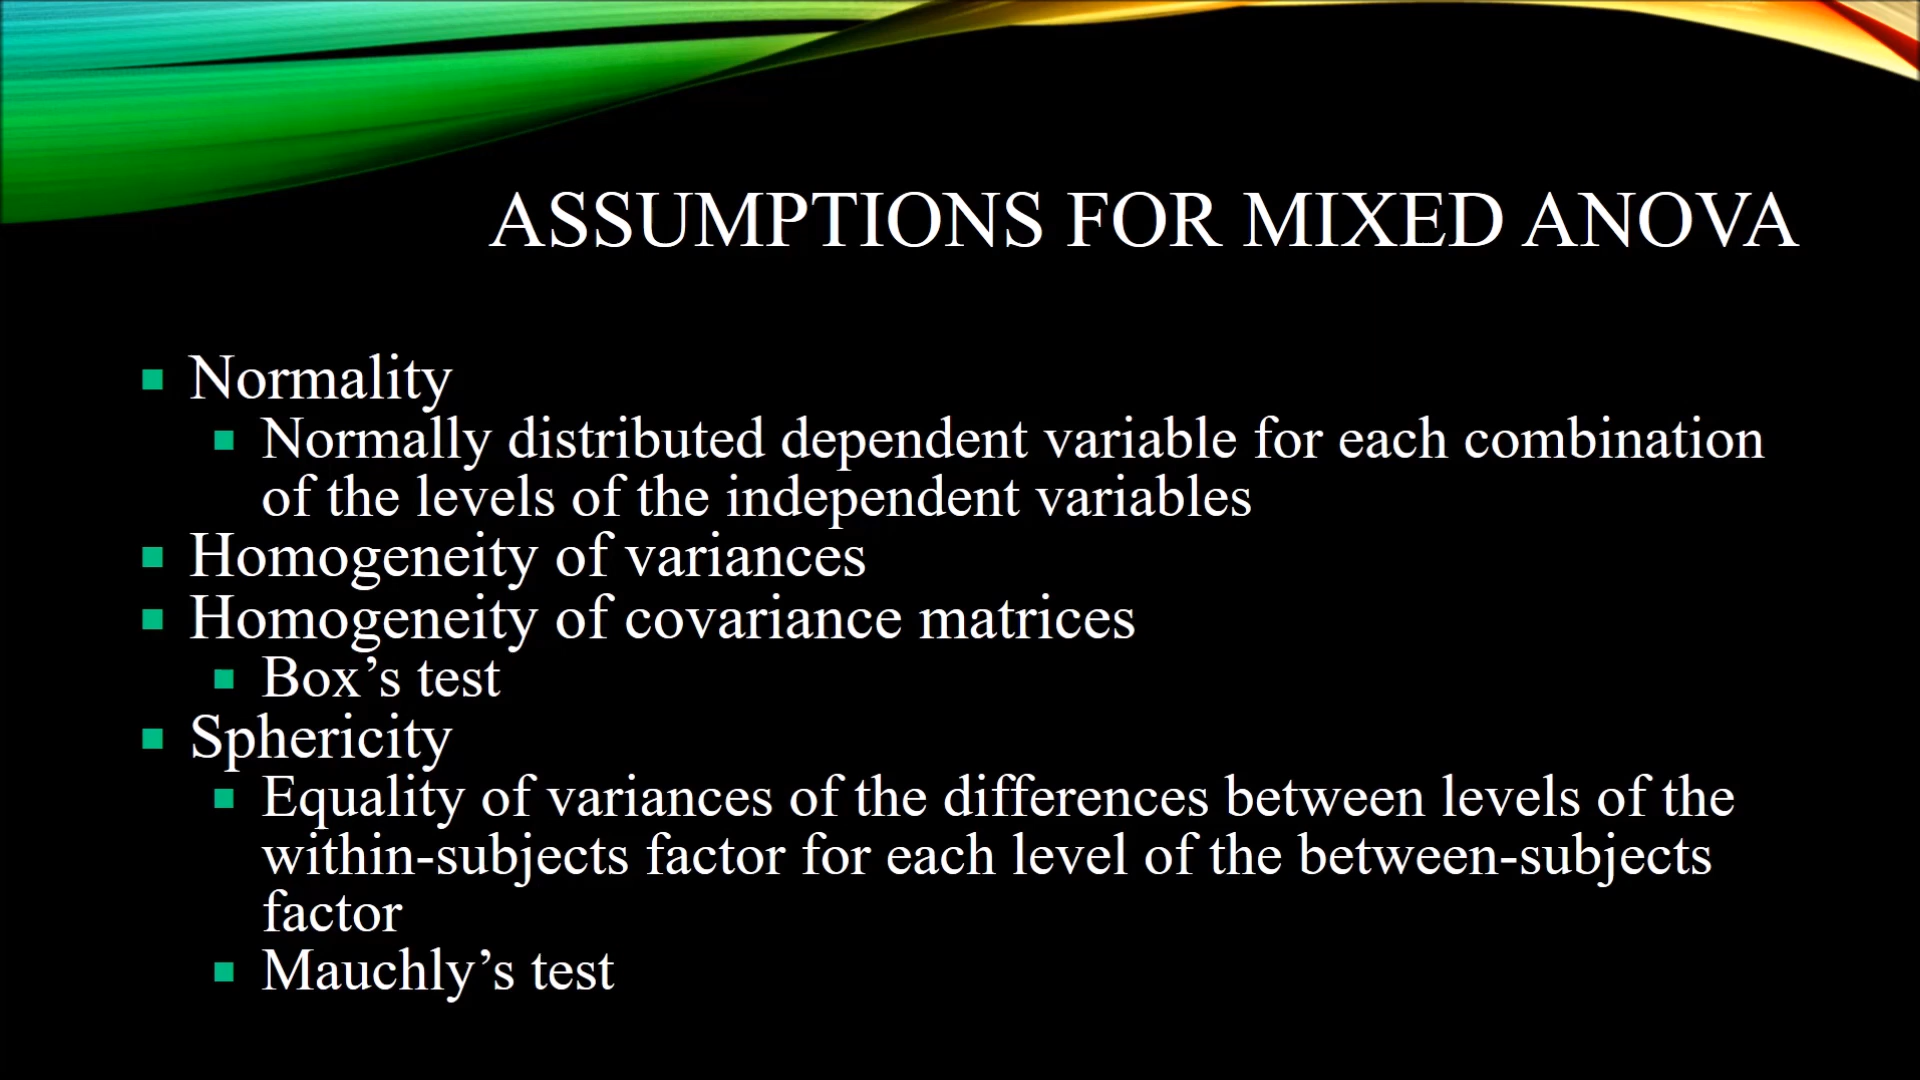 ASSUMPTIONS FOR MIXED ANOVA
Normality
Normally distributed dependent variable for each combination
of the levels of the independent variables
Homogeneity of variances
Homogeneity of covariance matrices
Box’s test
Sphericity
Equality of variances of the differences between levels of the
within-subjects factor for each level of the between-subjects
factor
Mauchly’s test